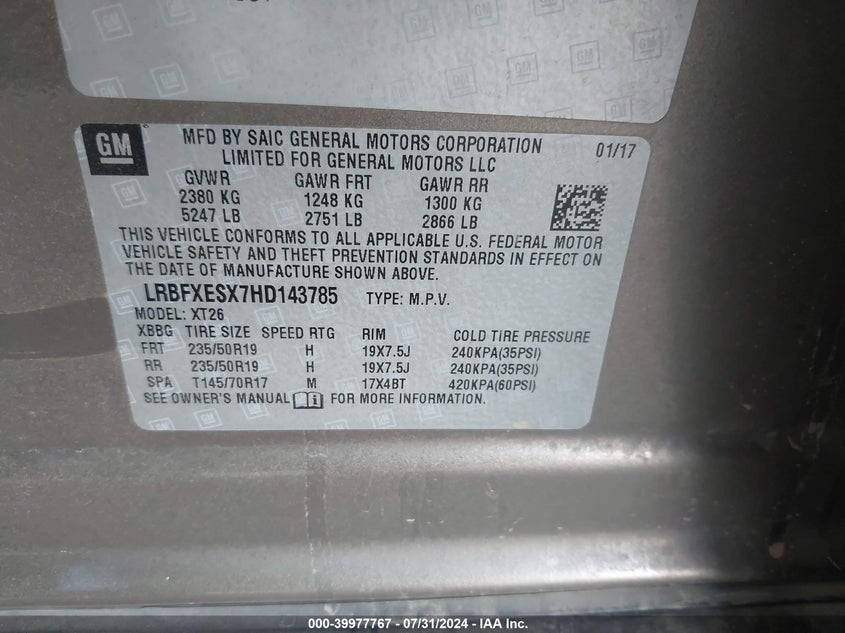 GM
MFD BY SAIC GENERAL MOTORS CORPORATION 01/17
LIMITED FOR GENERAL MOTORS LLC
GVWR GAWR FRT GAWR RR
2380 KG 1248 KG 1300 KG
5247 LB 2751 LB 2866 LB
THIS VEHICLE CONFORMS TO ALL APPLICABLE U.S. FEDERAL MOTOR
VEHICLE SAFETY AND THEFT PREVENTION STANDARDS IN EFFECT ON
THE DATE OF MANUFACTURE SHOWN ABOVE.
LRBFXESX7HD143785 TYPE: M.P.V.
MODEL: XT26
XBBG TIRE SIZE SPEED RTG RIM COLD TIRE PRESSURE
FRT 235/50R19 H 19X7.5J 240KPA(35PSI)
RR 235/50R19 H 19X7.5J 240KPA(35PSI)
SPA T145/70R17 M 17X4BT 420KPA(60PSI)
SEE OWNER'S MANUAL FOR MORE INFORMATION.
000-39977767 - 07/31/2024 - IAA Inc.